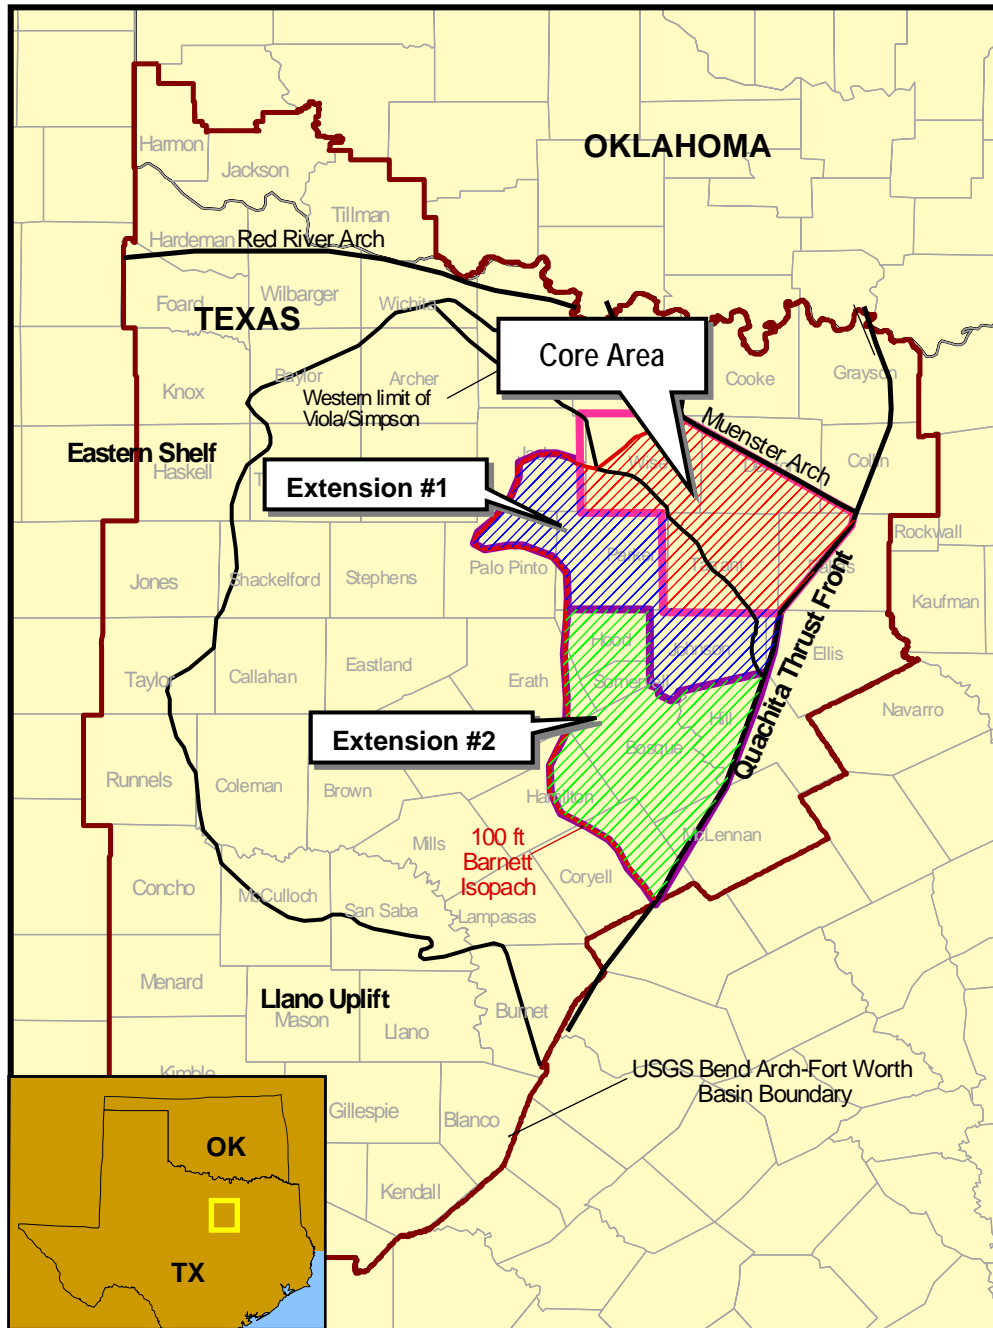 OKLAHOMA
Harmon
Jackson
Tillman
Hardeman
Red River Arch
Foard
Wilbarger
Wichita
TEXAS
Core Area
Knox
Baylor
Archer
Cooke
Grayson
Western limit of
Viola/Simpson
Muenster Arch
Eastern Shelf
Haskell
Wise
Collin
Extension #1
Rockwall
Jones
Shackelford
Stephens
Palo Pinto
Parker
Tarrant
Kaufman
Quachita Thrust Front
Hood
Johnson
Ellis
Taylor
Callahan
Eastland
Erath
Somervell
Navarro
Hill
Extension #2
Bosque
Runnels
Coleman
Brown
Hamilton
100 ft
Barnett
Isopach
Mills
McLennan
Coryell
Concho
McCulloch
San Saba
Lampasas
Menard
Llano Uplift
Mason
Llano
Burnet
Kimble
USGS Bend Arch-Fort Worth
Basin Boundary
Gillespie
Blanco
Kendall
OK
TX